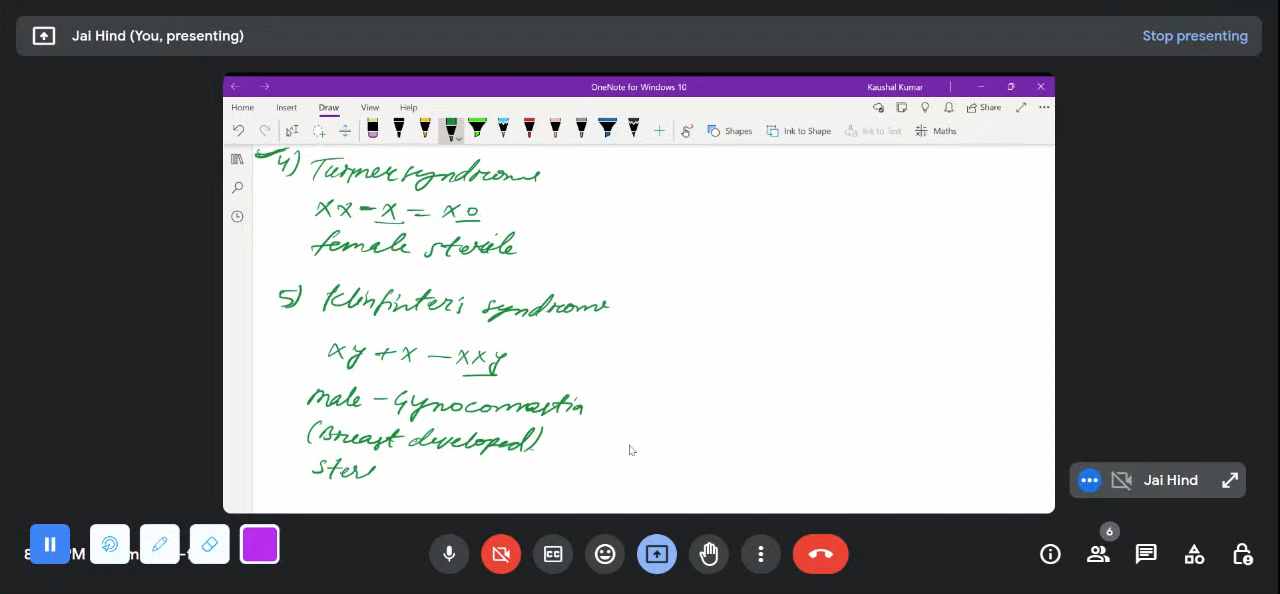 Jai Hind (You, presenting)
Stop presenting
OneNote for Windows 10
Kaushal Kumar
Home Insert Draw View Help
Share
Shapes Ink to Shape Ink to Text Maths
4) Turner syndrome
XX - X = XO
female sterile
5) Klinfinter's syndrome
XY + X - XXY
male - Gynocomastia
(Breast developed)
Ster
Jai Hind
6